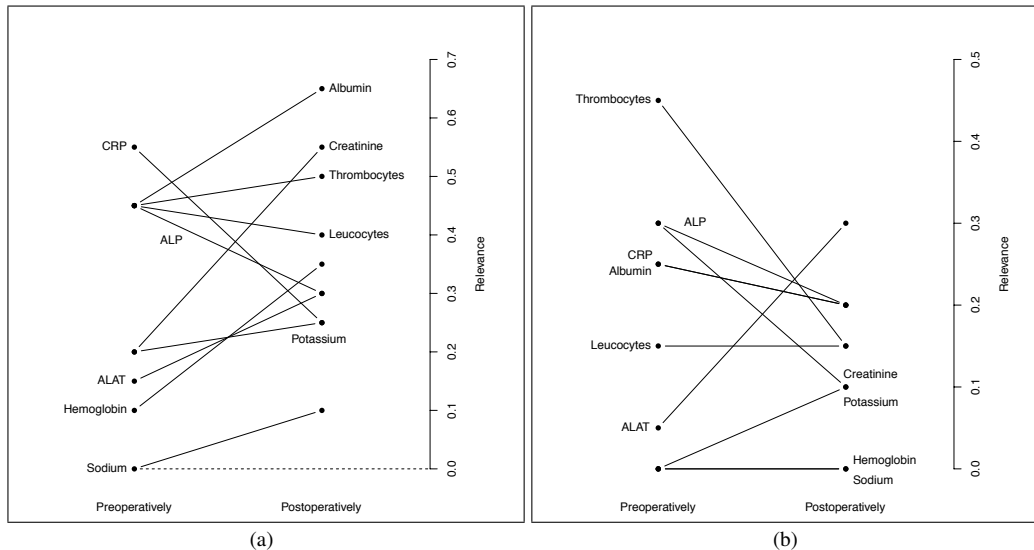 0.7
Albumin
0.6
CRP
Creatinine
Thrombocytes
0.5
Leucocytes
ALP
0.4
Relevance
0.3
Potassium
0.2
ALAT
Hemoglobin
0.1
Sodium
0.0
Preoperatively Postoperatively
(a)
0.5
Thrombocytes
0.4
ALP
0.3
CRP
Albumin
Relevance
0.2
Leucocytes
Creatinine
Potassium
0.1
ALAT
Hemoglobin
Sodium
0.0
Preoperatively Postoperatively
(b)